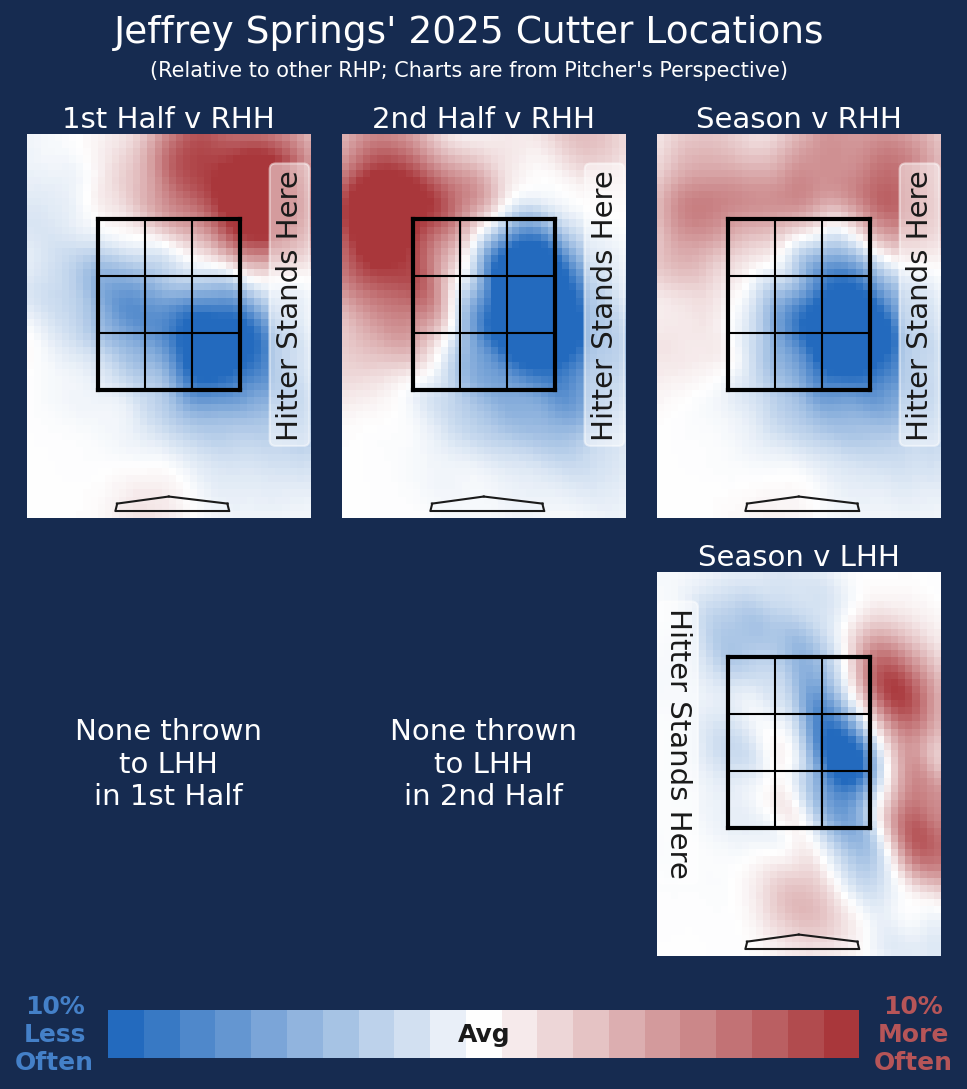 Jeffrey Springs' 2025 Cutter Locations
(Relative to other RHP; Charts are from Pitcher's Perspective)
1st Half v RHH
2nd Half v RHH
Season v RHH
Hitter Stands Here
Hitter Stands Here
Hitter Stands Here
Season v LHH
Hitter Stands Here
None thrown
to LHH
in 1st Half
None thrown
to LHH
in 2nd Half
10%
Less
Often
Avg
10%
More
Often